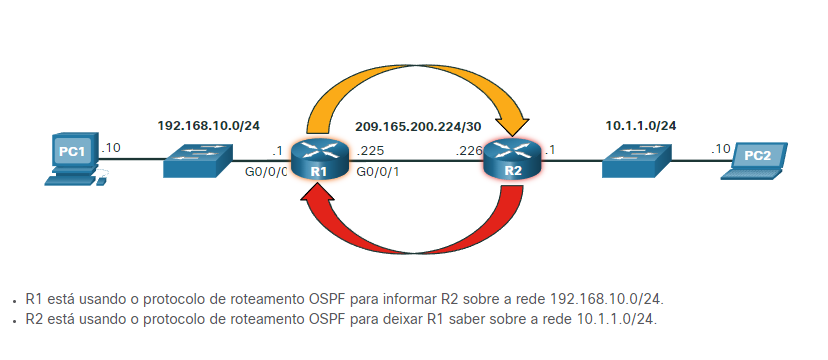 192.168.10.0/24
209.165.200.224/30
10.1.1.0/24
PC1
.10
.1
G0/0/0
R1
.225
G0/0/1
.226
R2
.1
.10
PC2
• R1 está usando o protocolo de roteamento OSPF para informar R2 sobre a rede 192.168.10.0/24.
• R2 está usando o protocolo de roteamento OSPF para deixar R1 saber sobre a rede 10.1.1.0/24.